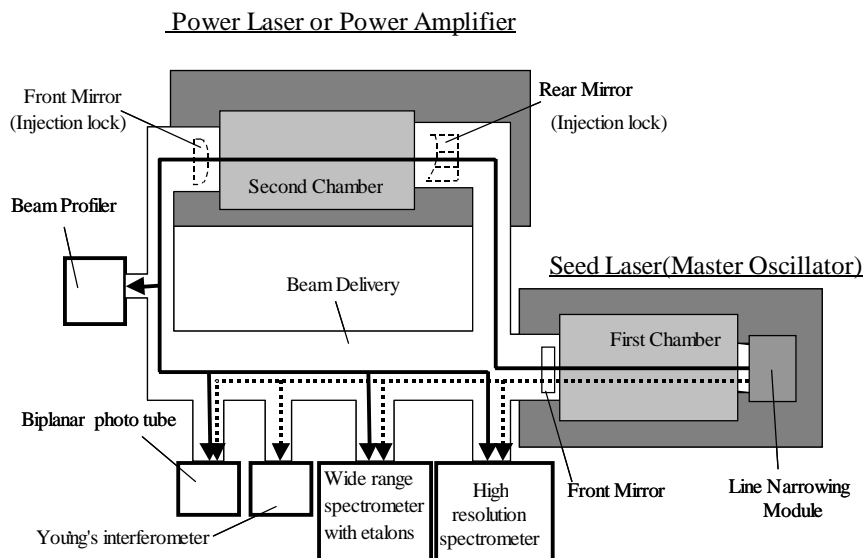 Power Laser or Power Amplifier
Front Mirror
(Injection lock)
Rear Mirror
(Injection lock)
Second Chamber
Beam Profiler
Seed Laser(Master Oscillator)
Beam Delivery
First Chamber
Biplanar photo tube
Wide range
spectrometer
with etalons
High
resolution
spectrometer
Front Mirror
Line Narrowing
Module
Young's interferometer